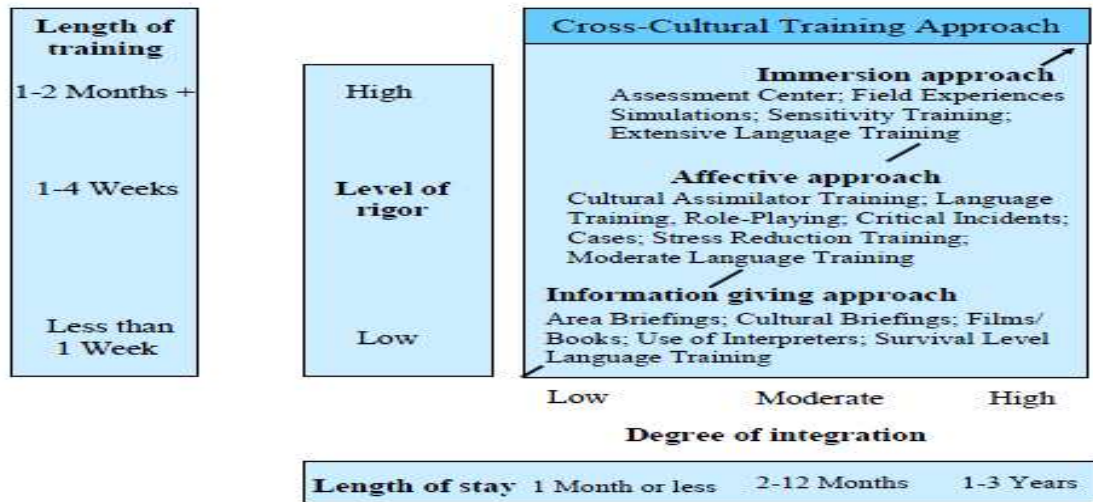 Length of
training
1-2 Months +
1-4 Weeks
Less than
1 Week
High
Level of
rigor
Low
Cross-Cultural Training Approach
Immersion approach
Assessment Center; Field Experiences
Simulations; Sensitivity Training;
Extensive Language Training
Affective approach
Cultural Assimilator Training; Language
Training, Role-Playing; Critical Incidents;
Cases; Stress Reduction Training;
Moderate Language Training
Information giving approach
Area Briefings; Cultural Briefings; Films/
Books; Use of Interpreters; Survival Level
Language Training
Low Moderate High
Degree of integration
Length of stay 1 Month or less 2-12 Months 1-3 Years